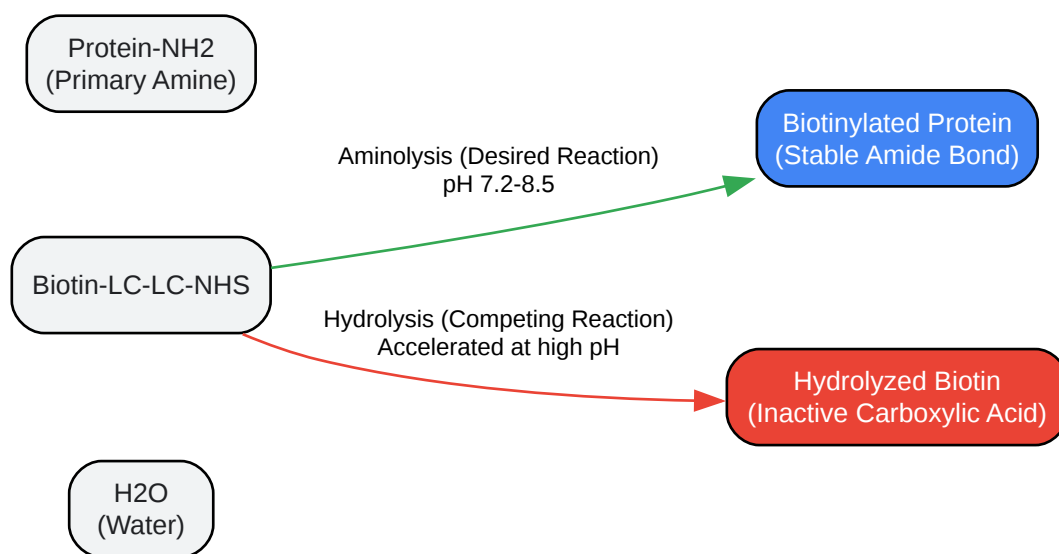 Protein-NH2
(Primary Amine)
Biotinylated Protein
(Stable Amide Bond)
Aminolysis (Desired Reaction)
pH 7.2-8.5
Biotin-LC-LC-NHS
Hydrolysis (Competing Reaction)
Accelerated at high pH
Hydrolyzed Biotin
(Inactive Carboxylic Acid)
H2O
(Water)